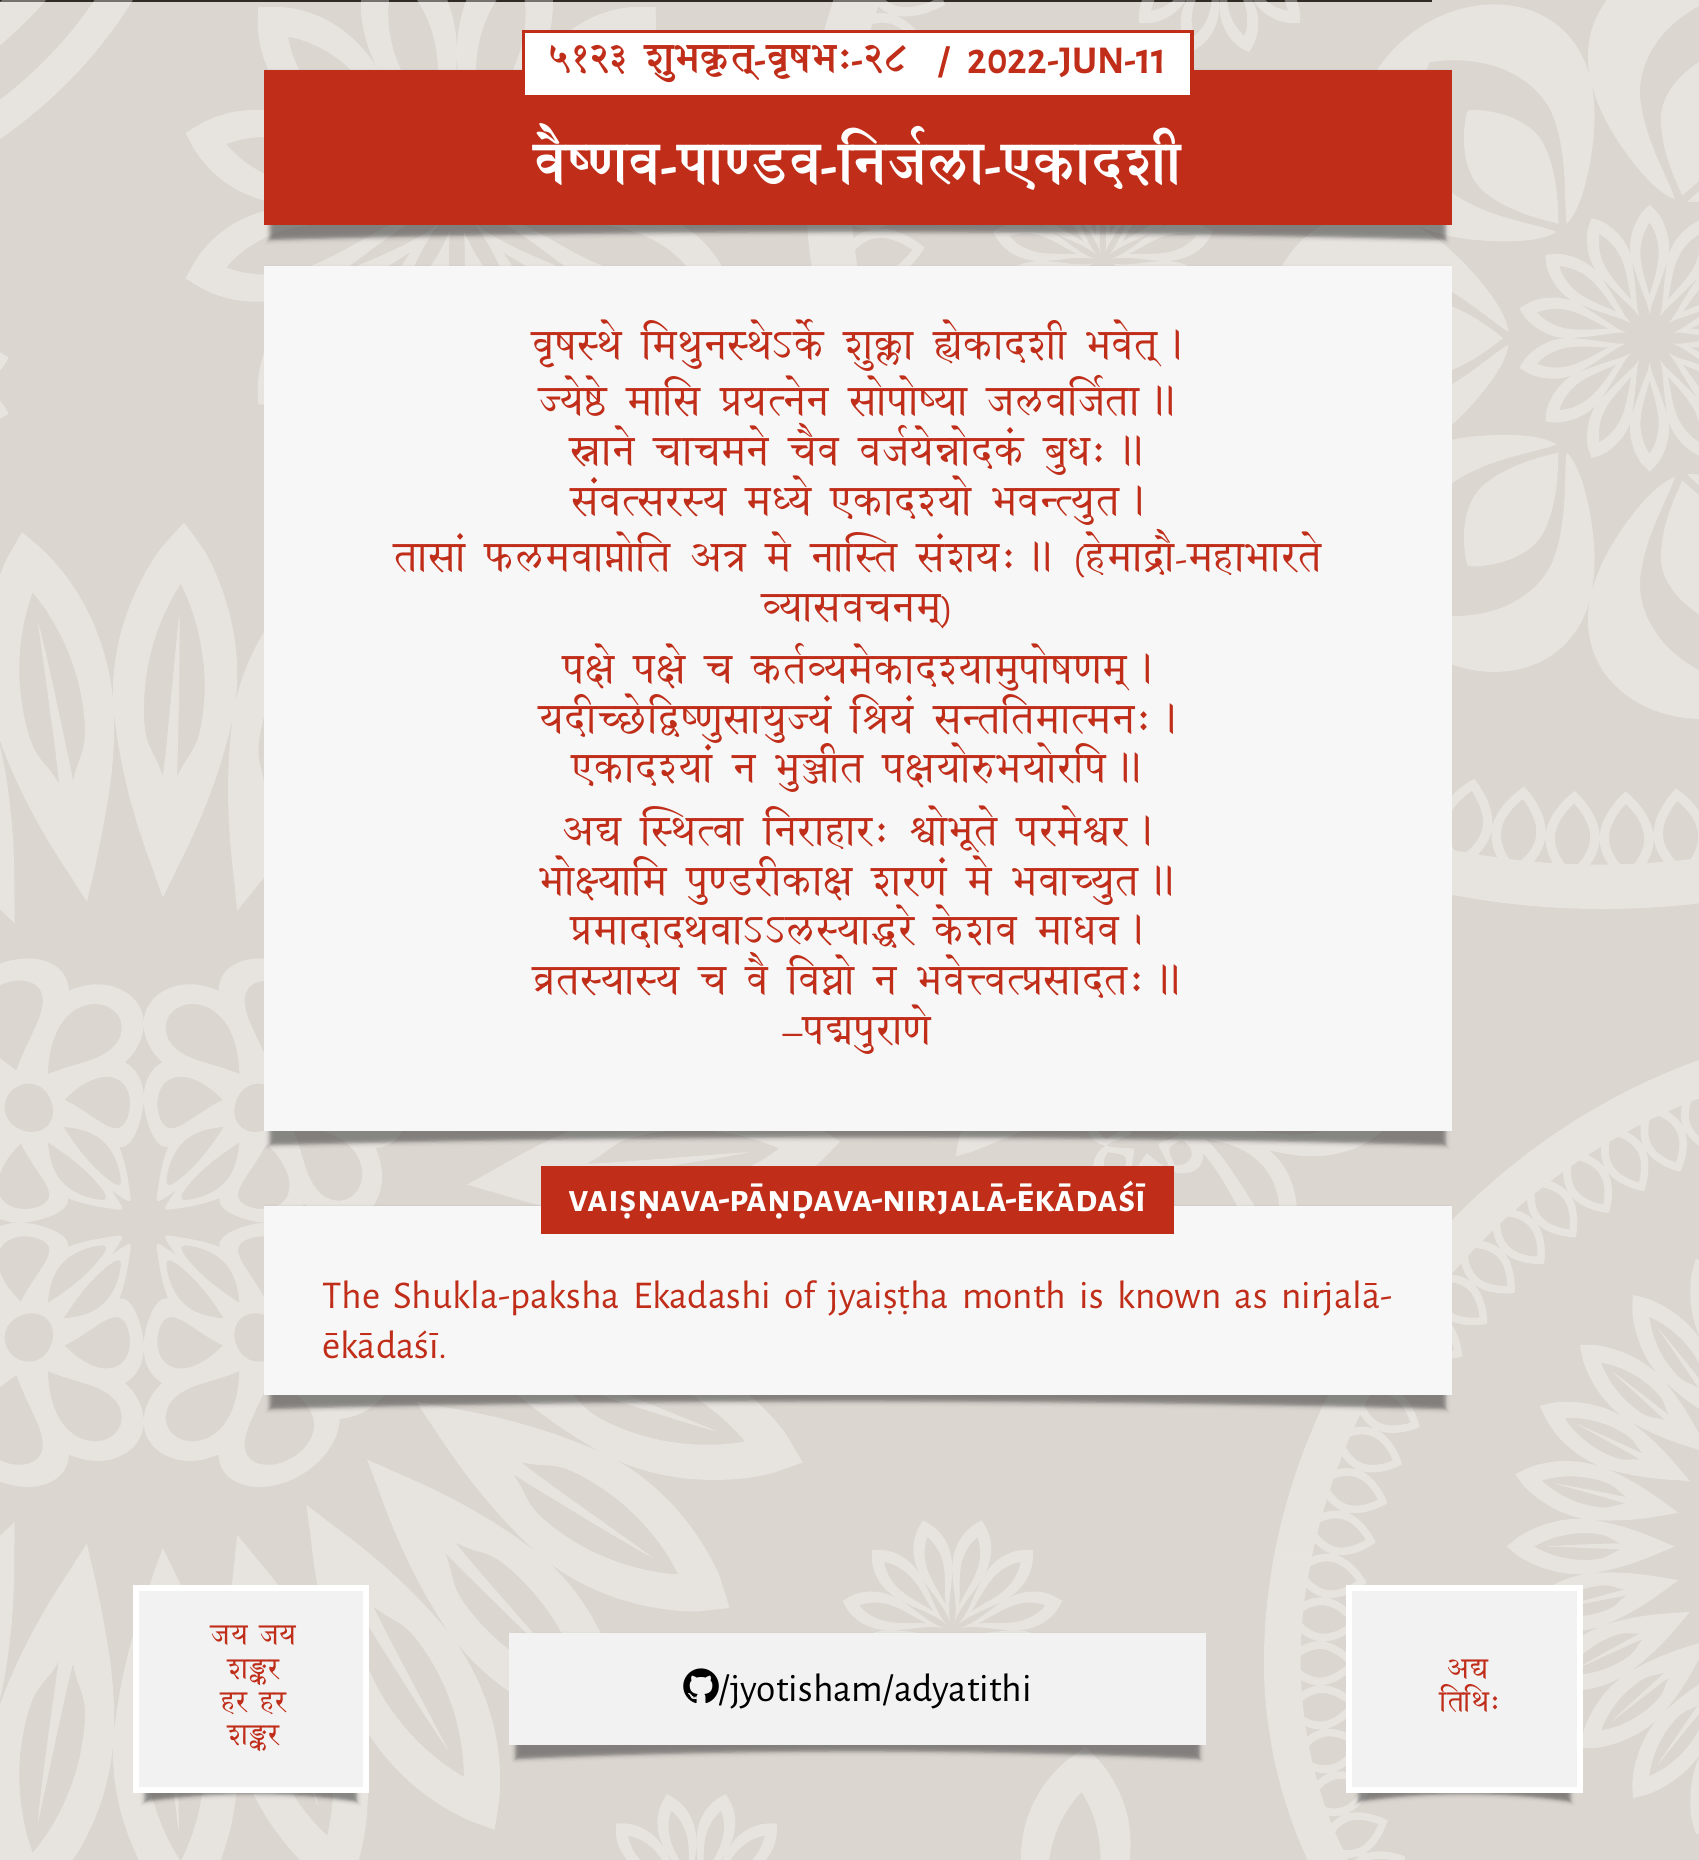 ५१२३ शुभकृत्-वृषभः-२८ / 2022-JUN-11
वैष्णव-पाण्डव-निर्जला-एकादशी
वृषस्थे मिथुनस्थेऽर्के शुक्ला ह्येकादशी भवेत् ।
ज्येष्ठे मासि प्रयत्नेन सोपोष्या जलवर्जिता ॥
स्नाने चाचमने चैव वर्जयेन्नोदकं बुधः ॥
संवत्सरस्य मध्ये एकादश्यो भवन्त्युत ।
तासां फलमवाप्नोति अत्र मे नास्ति संशयः ॥ (हेमाद्रौ-महाभारते
व्यासवचनम्)
पक्षे पक्षे च कर्तव्यमेकादश्यामुपोषणम् ।
यदीच्छेद्विष्णुसायुज्यं श्रियं सन्ततिमात्मनः ।
एकादश्यां न भुञ्जीत पक्षयोरुभयोरपि ॥
अद्य स्थित्वा निराहारः श्वोभूते परमेश्वर ।
भोक्ष्यामि पुण्डरीकाक्ष शरणं मे भवाच्युत ॥
प्रमादादथवाऽऽलस्याद्धरे केशव माधव ।
व्रतस्यास्य च वै विघ्नो न भवेत्त्वत्प्रसादतः ॥
–पद्मपुराणे
VAIṢṆAVA-PĀṆḌAVA-NIRJALĀ-ĒKĀDAŚĪ
The Shukla-paksha Ekadashi of jyaiṣṭha month is known as nirjalā-
ēkādaśī.
जय जय
शङ्कर
हर हर
शङ्कर
/jyotisham/adyatithi
अद्य
तिथिः